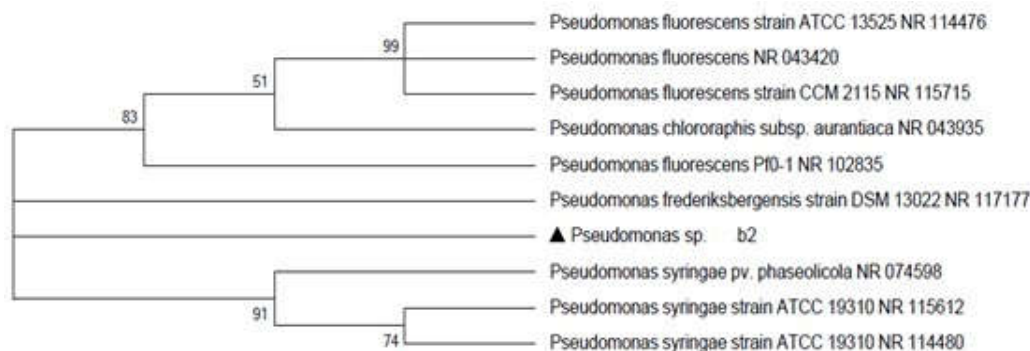 Pseudomonas fluorescens strain ATCC 13525 NR 114476
99
Pseudomonas fluorescens NR 043420
51
Pseudomonas fluorescens strain CCM 2115 NR 115715
83
Pseudomonas chlororaphis subsp. aurantiaca NR 043935
Pseudomonas fluorescens Pf0-1 NR 102835
Pseudomonas frederiksbergensis strain DSM 13022 NR 117177
▲ Pseudomonas sp. b2
Pseudomonas syringae pv. phaseolicola NR 074598
91
Pseudomonas syringae strain ATCC 19310 NR 115612
74
Pseudomonas syringae strain ATCC 19310 NR 114480